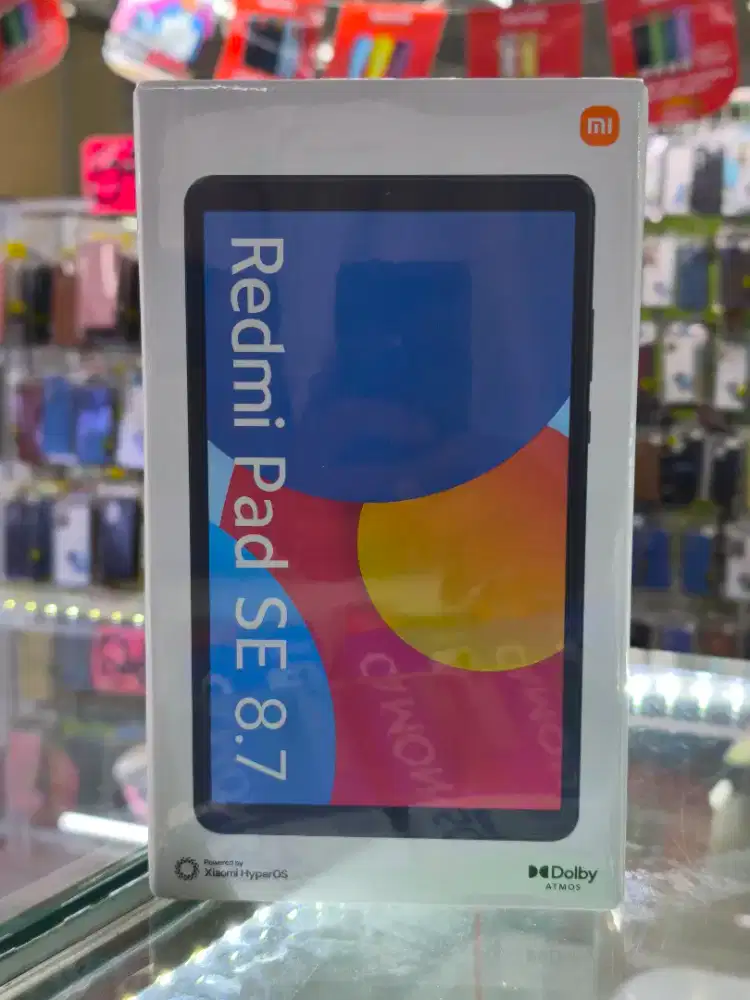 mi
Redmi Pad SE 8.7
Powered by
Xiaomi HyperOS
Dolby
ATMOS